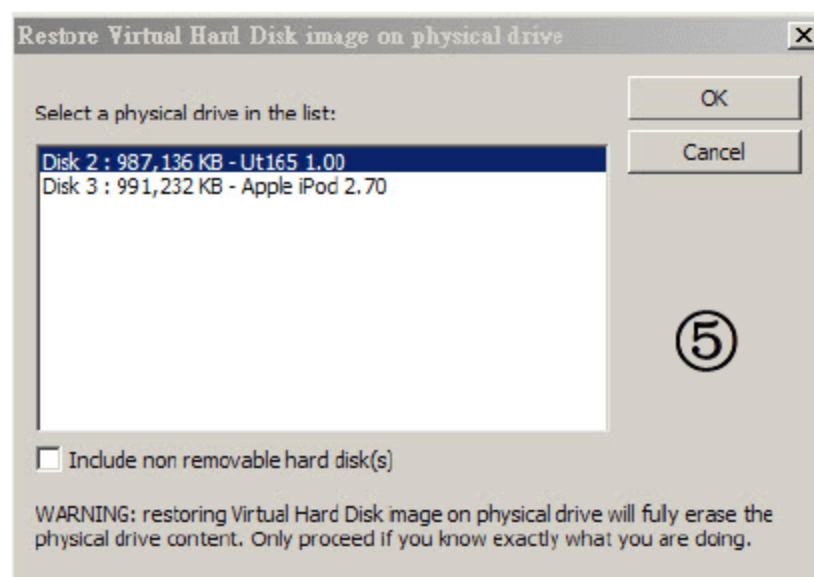 Restore Virtual Hard Disk image on physical drive
Select a physical drive in the list:
OK
Cancel
Disk 2 : 987,136 KB - Ut165 1.00
Disk 3 : 991,232 KB - Apple iPod 2.70
⑤
Include non removable hard disk(s)
WARNING: restoring Virtual Hard Disk image on physical drive will fully erase the
physical drive content. Only proceed if you know exactly what you are doing.